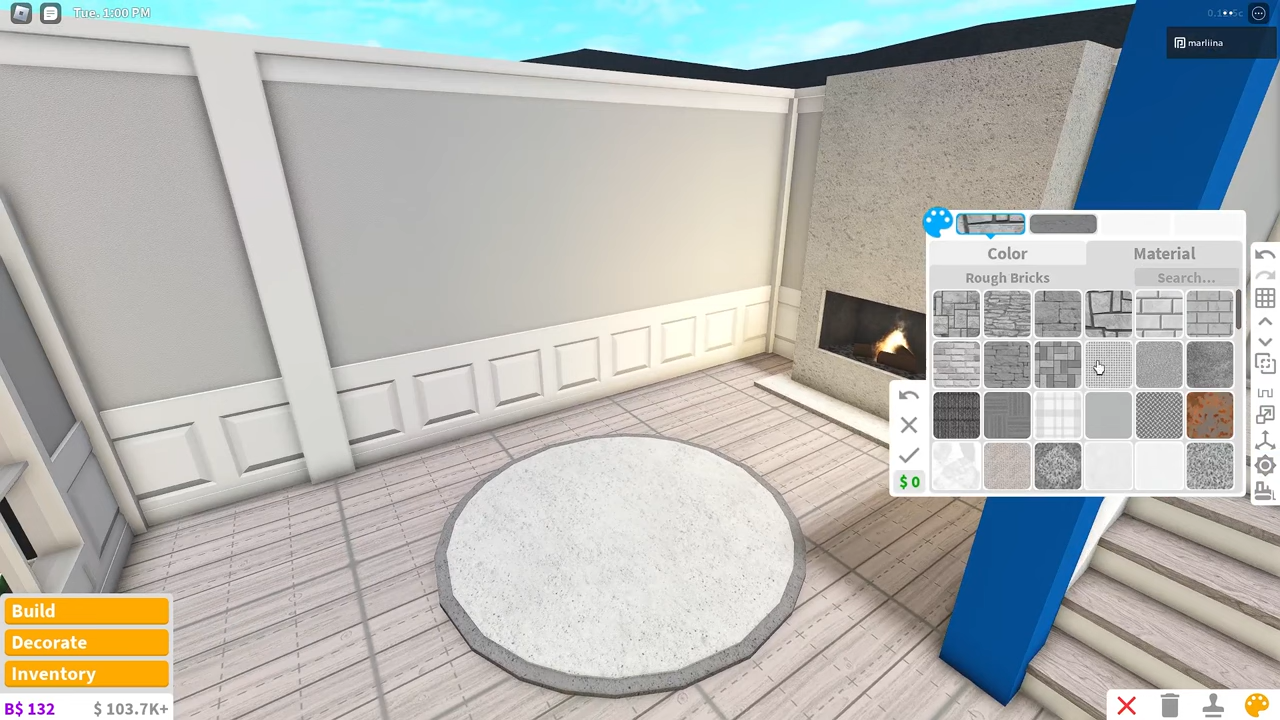 Tue. 1:00 PM
marliina
Color
Material
Rough Bricks
Search...
$ 0
Build
Decorate
Inventory
B$ 132
$ 103.7K+